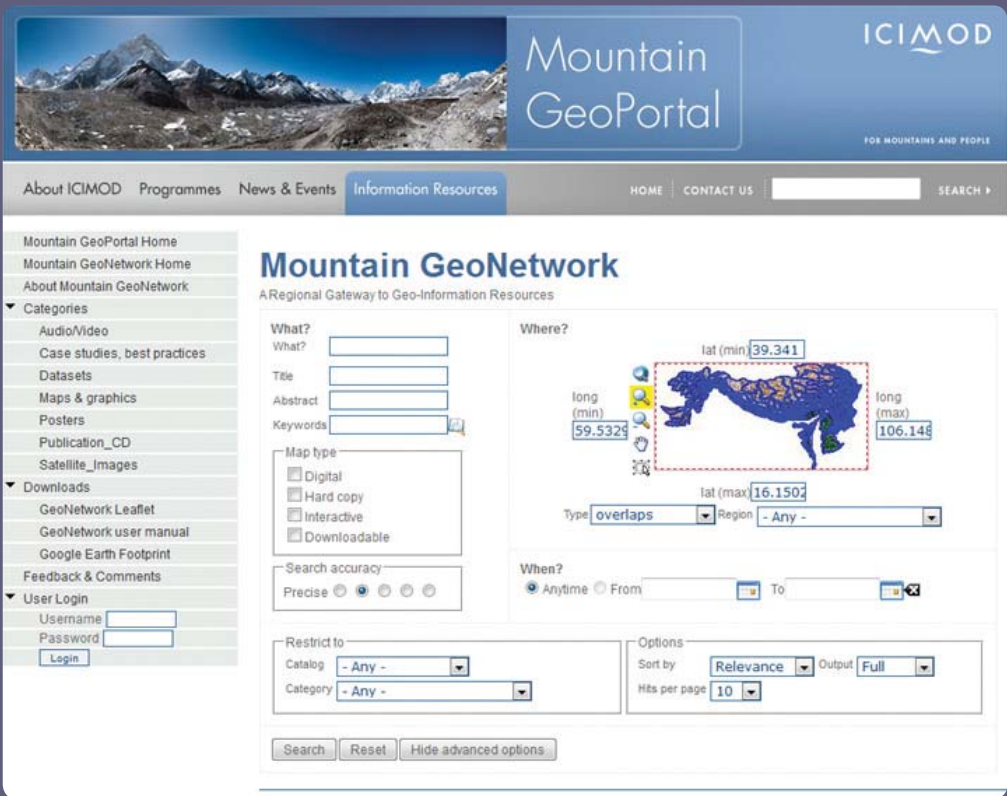 Mountain
GeoPortal
ICIMOD
FOR MOUNTAINS AND PEOPLE
About ICIMOD Programmes News & Events Information Resources HOME CONTACT US SEARCH
Mountain GeoPortal Home
Mountain GeoNetwork Home
About Mountain GeoNetwork
Categories
Audio/Video
Case studies, best practices
Datasets
Maps & graphics
Posters
Publication_CD
Satellite_Images
Downloads
GeoNetwork Leaflet
GeoNetwork user manual
Google Earth Footprint
Feedback & Comments
User Login
Username
Password
Login
Mountain GeoNetwork
A Regional Gateway to Geo-Information Resources
What?
What?
Title
Abstract
Keywords
Map type
Digital
Hard copy
Interactive
Downloadable
Search accuracy
Precise
Where?
lat (min) 39.341
long
(min)
59.5329
long
(max)
106.148
lat (max) 16.1502
Type overlaps Region - Any -
When?
Anytime From To
Restrict to
Catalog - Any -
Category - Any -
Options
Sort by Relevance Output Full
Hits per page 10
Search Reset Hide advanced options